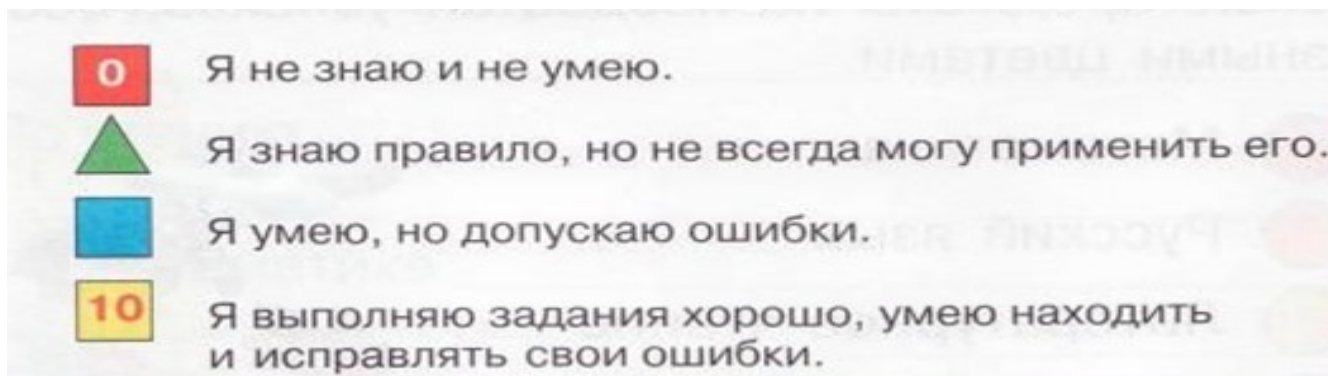 0 Я не знаю и не умею.
Я знаю правило, но не всегда могу применить его.
Я умею, но допускаю ошибки.
10 Я выполняю задания хорошо, умею находить
и исправлять свои ошибки.